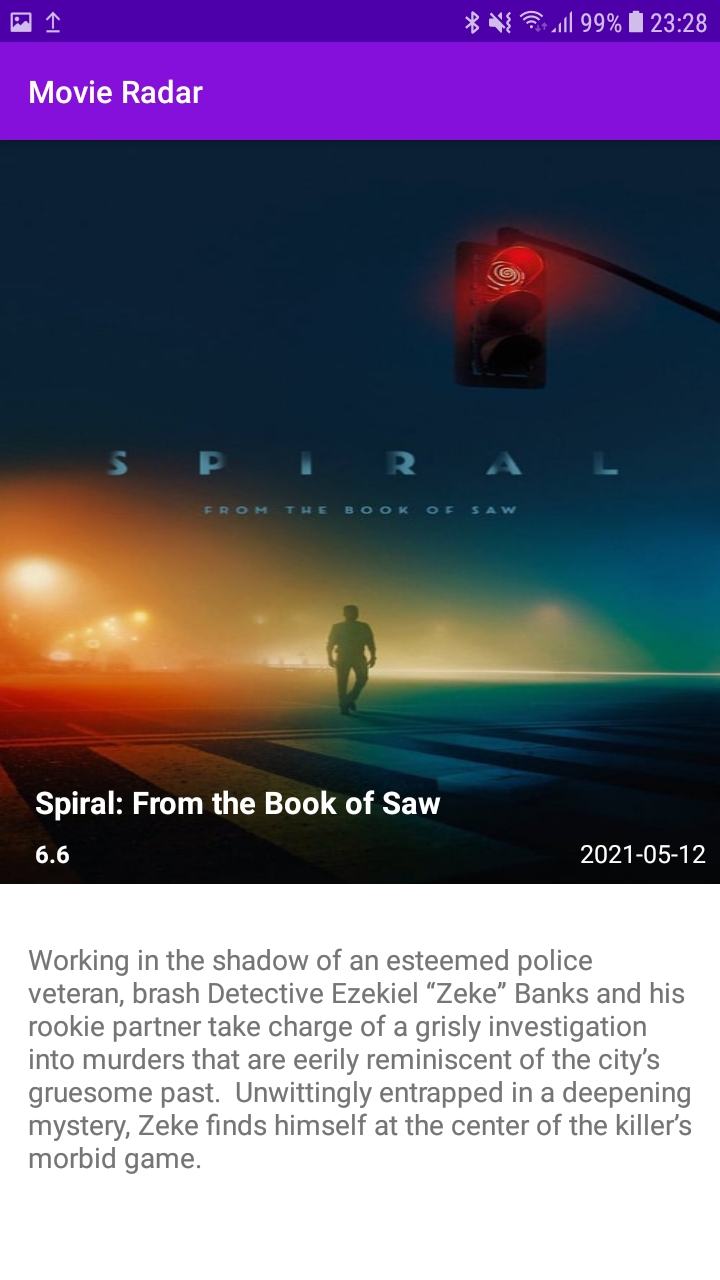 99% 23:28
Movie Radar
SPIRAL
FROM THE BOOK OF SAW
Spiral: From the Book of Saw
6.6 2021-05-12
Working in the shadow of an esteemed police
veteran, brash Detective Ezekiel “Zeke” Banks and his
rookie partner take charge of a grisly investigation
into murders that are eerily reminiscent of the city’s
gruesome past.  Unwittingly entrapped in a deepening
mystery, Zeke finds himself at the center of the killer’s
morbid game.